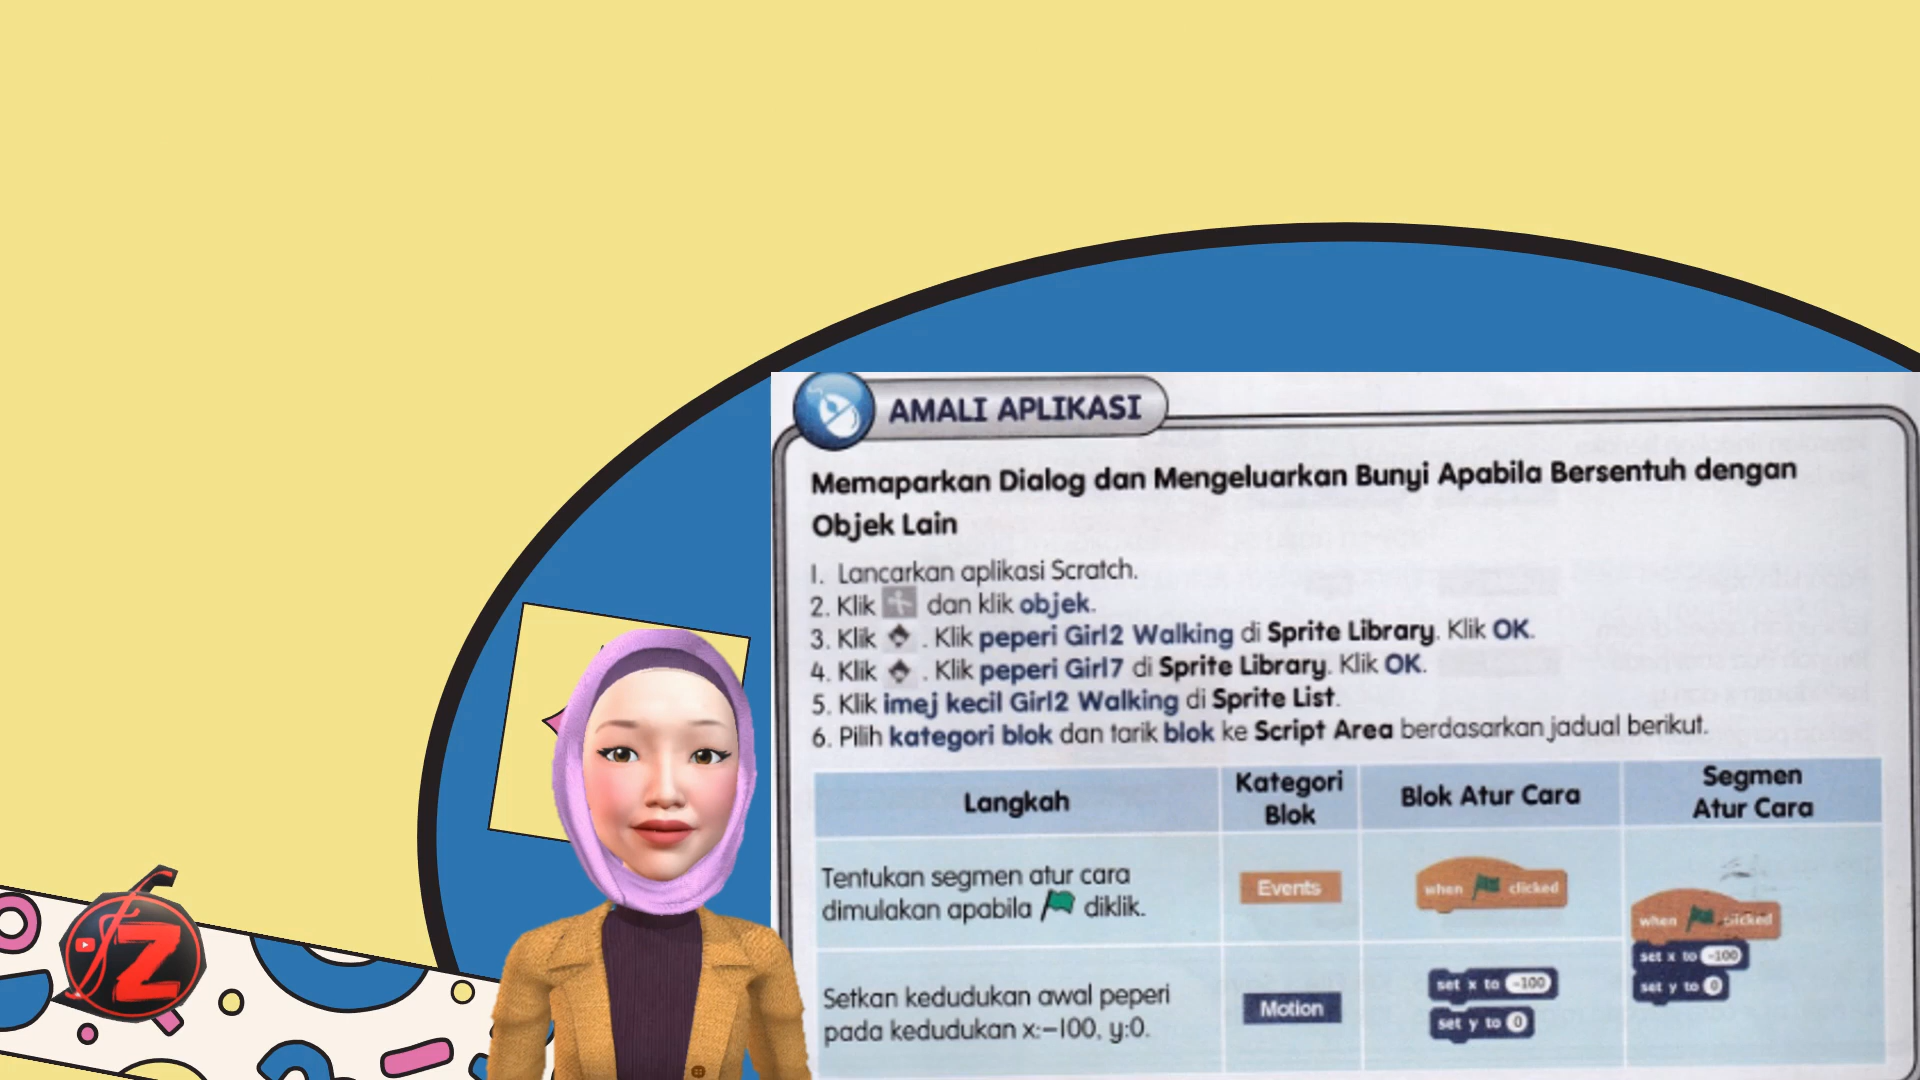 AMALI APLIKASI
Memaparkan Dialog dan Mengeluarkan Bunyi Apabila Bersentuh dengan
Objek Lain
1. Lancarkan aplikasi Scratch.
2. Klik dan klik objek.
3. Klik . Klik peperi Girl2 Walking di Sprite Library. Klik OK.
4. Klik . Klik peperi Girl7 di Sprite Library. Klik OK.
5. Klik imej kecil Girl2 Walking di Sprite List.
6. Pilih kategori blok dan tarik blok ke Script Area berdasarkan jadual berikut.
Langkah
Kategori
Blok
Blok Atur Cara
Segmen
Atur Cara
Tentukan segmen atur cara
dimulakan apabila diklik.
Events
when clicked
when clicked
set x to -100
set y to 0
Setkan kedudukan awal peperi
pada kedudukan x:–100, y:0.
Motion
set x to -100
set y to 0
fZ